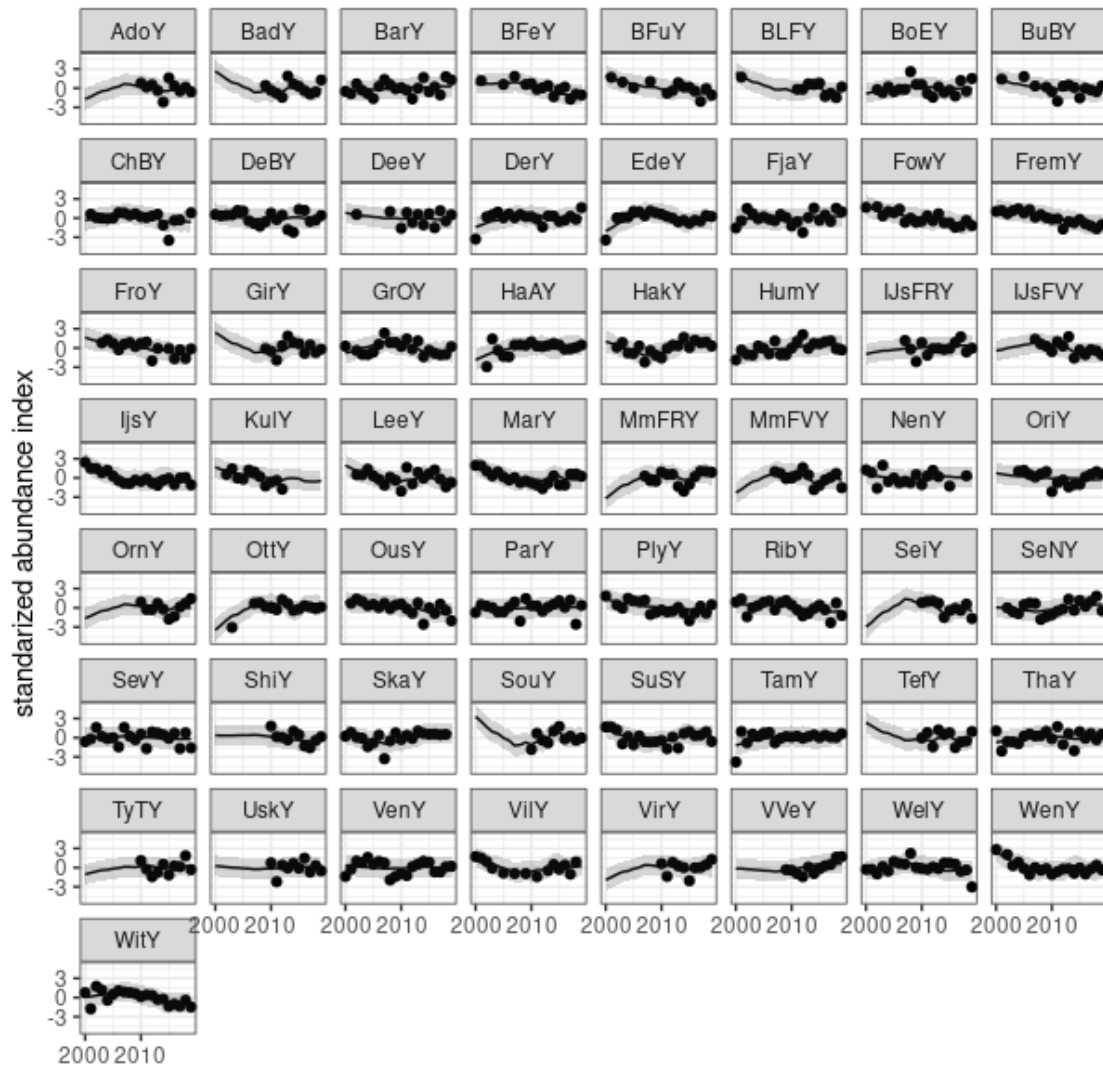 AdoY BadY BarY BFeY BFuY BLFY BoEY BuBY
3
0
-3
ChBY DeBY DeeY DerY EdeY FjaY FowY FremY
3
0
-3
FroY GirY GrOY HaAY HakY HumY IJsFRY IJsFVY
3
0
-3
IjsY KulY LeeY MarY MmFRY MmFVY NenY OriY
3
0
-3
OrnY OttY OusY ParY PlyY RibY SeiY SeNY
3
0
-3
SevY ShiY SkaY SouY SuSY TamY TefY ThaY
3
0
-3
TyTY UskY VenY VilY VirY VVeY WelY WenY
3
0
-3
2000 2010 2000 2010 2000 2010 2000 2010 2000 2010 2000 2010 2000 2010
WitY
3
0
-3
2000 2010
standarized abundance index